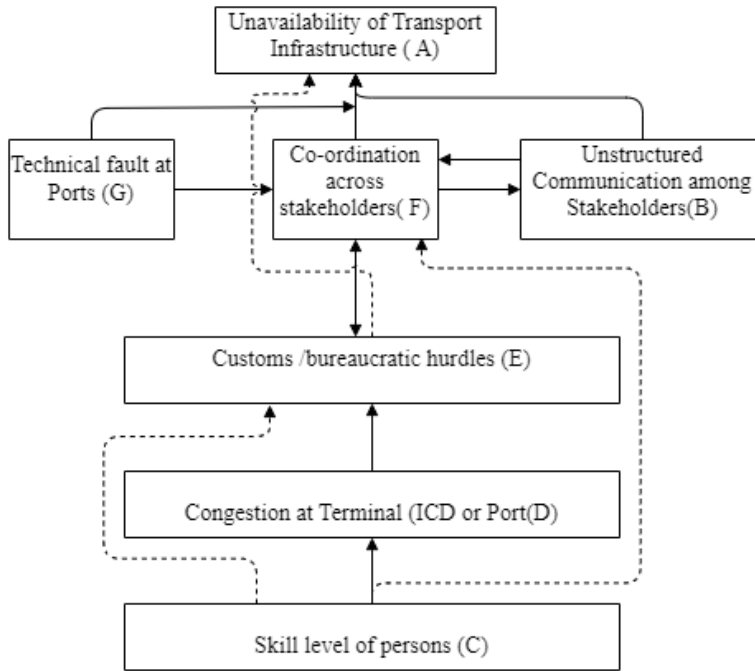 Unavailability of Transport
Infrastructure ( A)
Technical fault at
Ports (G)
Co-ordination
across
stakeholders( F)
Unstructured
Communication among
Stakeholders(B)
Customs /bureaucratic hurdles (E)
Congestion at Terminal (ICD or Port(D)
Skill level of persons (C)